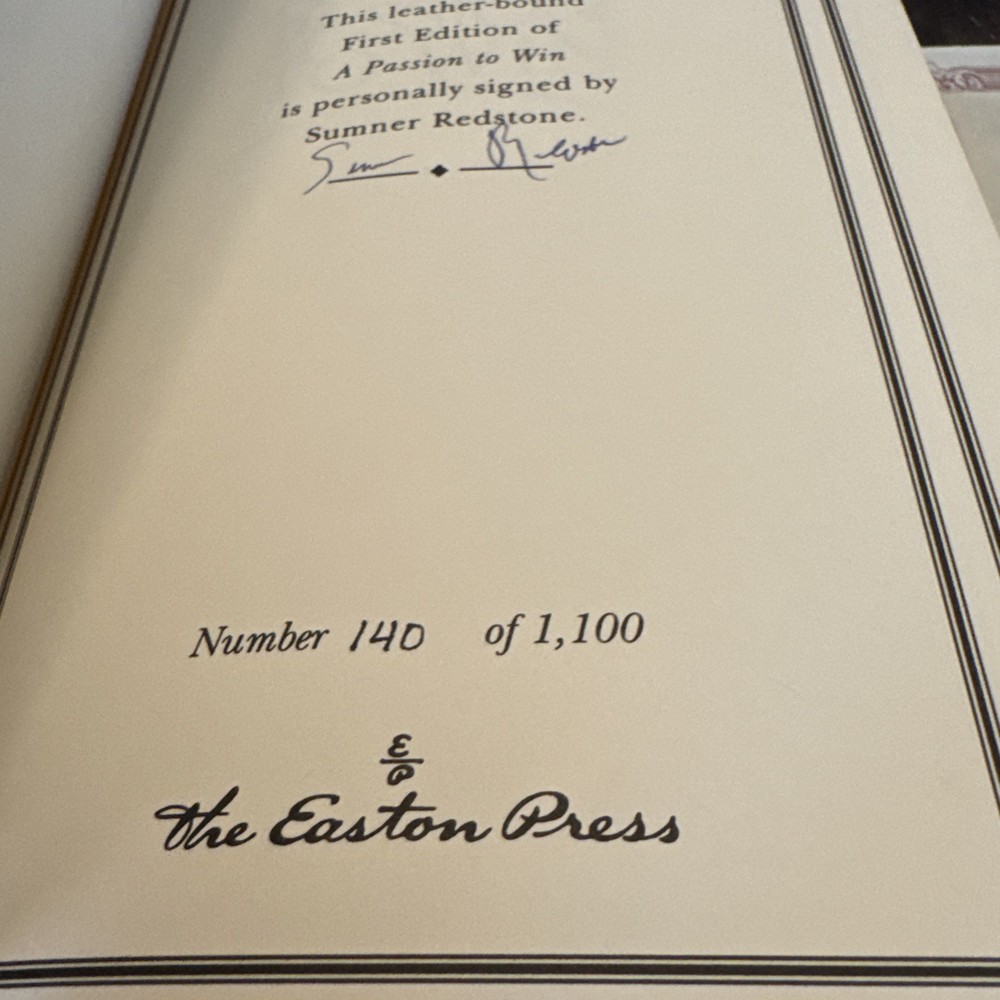 This leather-bound
First Edition of
A Passion to Win
is personally signed by
Sumner Redstone.
Number 140 of 1,100
E
P
the Easton Press